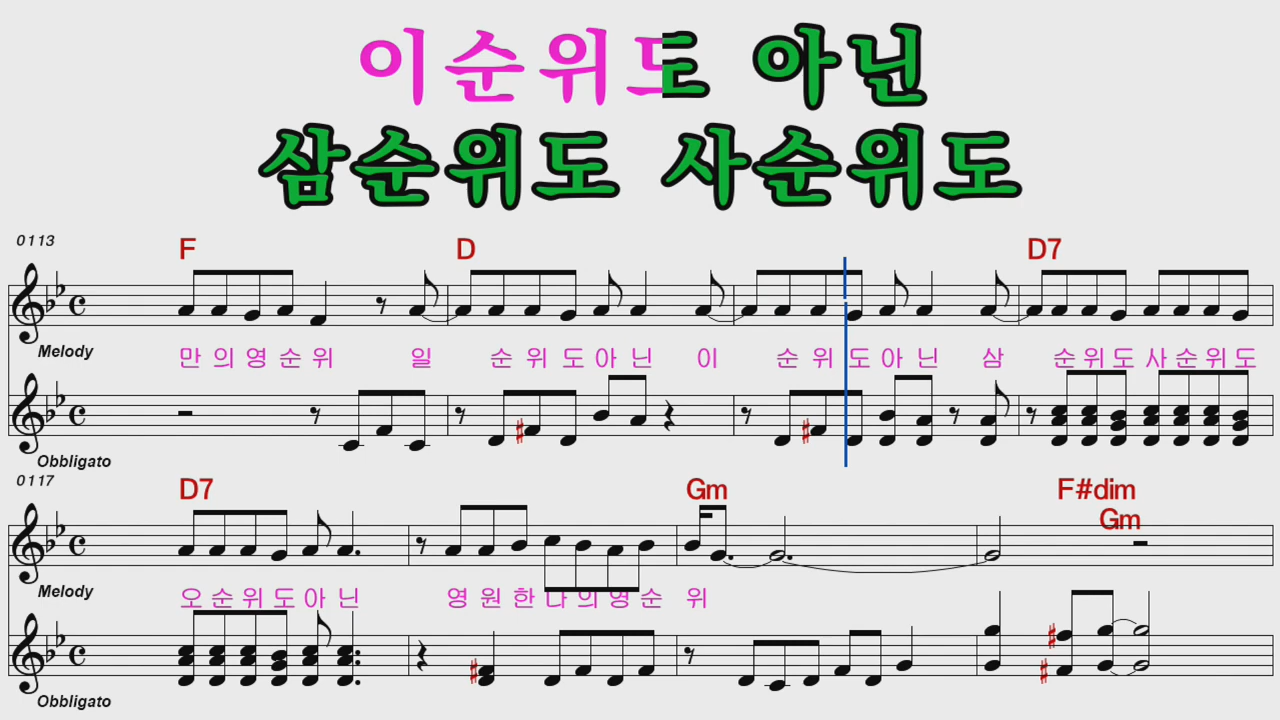 이순위도 아닌
삼순위도 사순위도
0113
F D D7
Melody
만의영순위 일 순위도아닌 이 순위도아닌 삼 순위도사순위도
Obbligato
0117
D7 Gm F#dim
Gm
Melody
오순위도아닌 영원한나의영순위
Obbligato